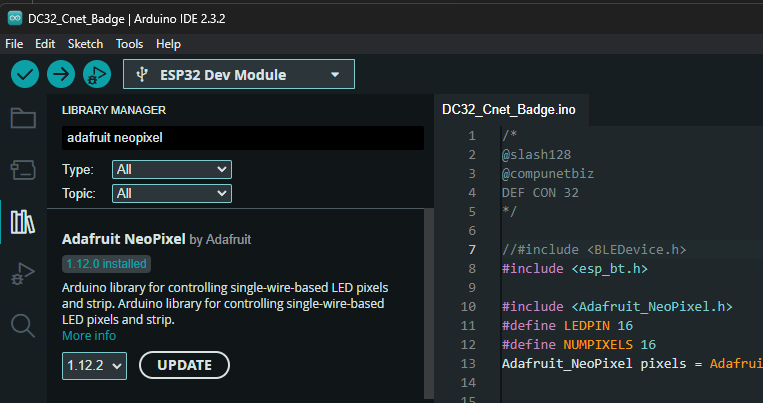 DC32_Cnet_Badge | Arduino IDE 2.3.2
File Edit Sketch Tools Help
ESP32 Dev Module
LIBRARY MANAGER
adafruit neopixel
Type: All
Topic: All
Adafruit NeoPixel by Adafruit
1.12.0 installed
Arduino library for controlling single-wire-based LED pixels
and strip. Arduino library for controlling single-wire-based
LED pixels and strip.
More info
1.12.2 UPDATE
DC32_Cnet_Badge.ino
1 /*
2 @slash128
3 @compunetbiz
4 DEF CON 32
5 */
6
7 //#include <BLEDevice.h>
8 #include <esp_bt.h>
9
10 #include <Adafruit_NeoPixel.h>
11 #define LEDPIN 16
12 #define NUMPIXELS 16
13 Adafruit_NeoPixel pixels = Adafrui
14
15